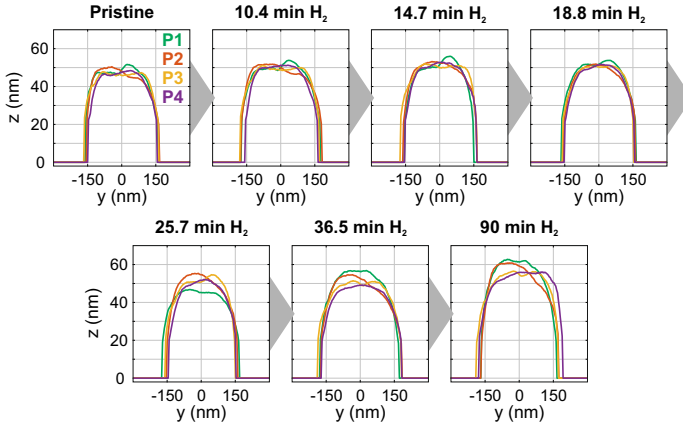 Pristine
10.4 min H₂
14.7 min H₂
18.8 min H₂
z (nm)
60
40
20
0
P1
P2
P3
P4
-150 0 150
-150 0 150
-150 0 150
-150 0 150
y (nm)
y (nm)
y (nm)
y (nm)
25.7 min H₂
36.5 min H₂
90 min H₂
z (nm)
60
40
20
0
-150 0 150
-150 0 150
-150 0 150
y (nm)
y (nm)
y (nm)